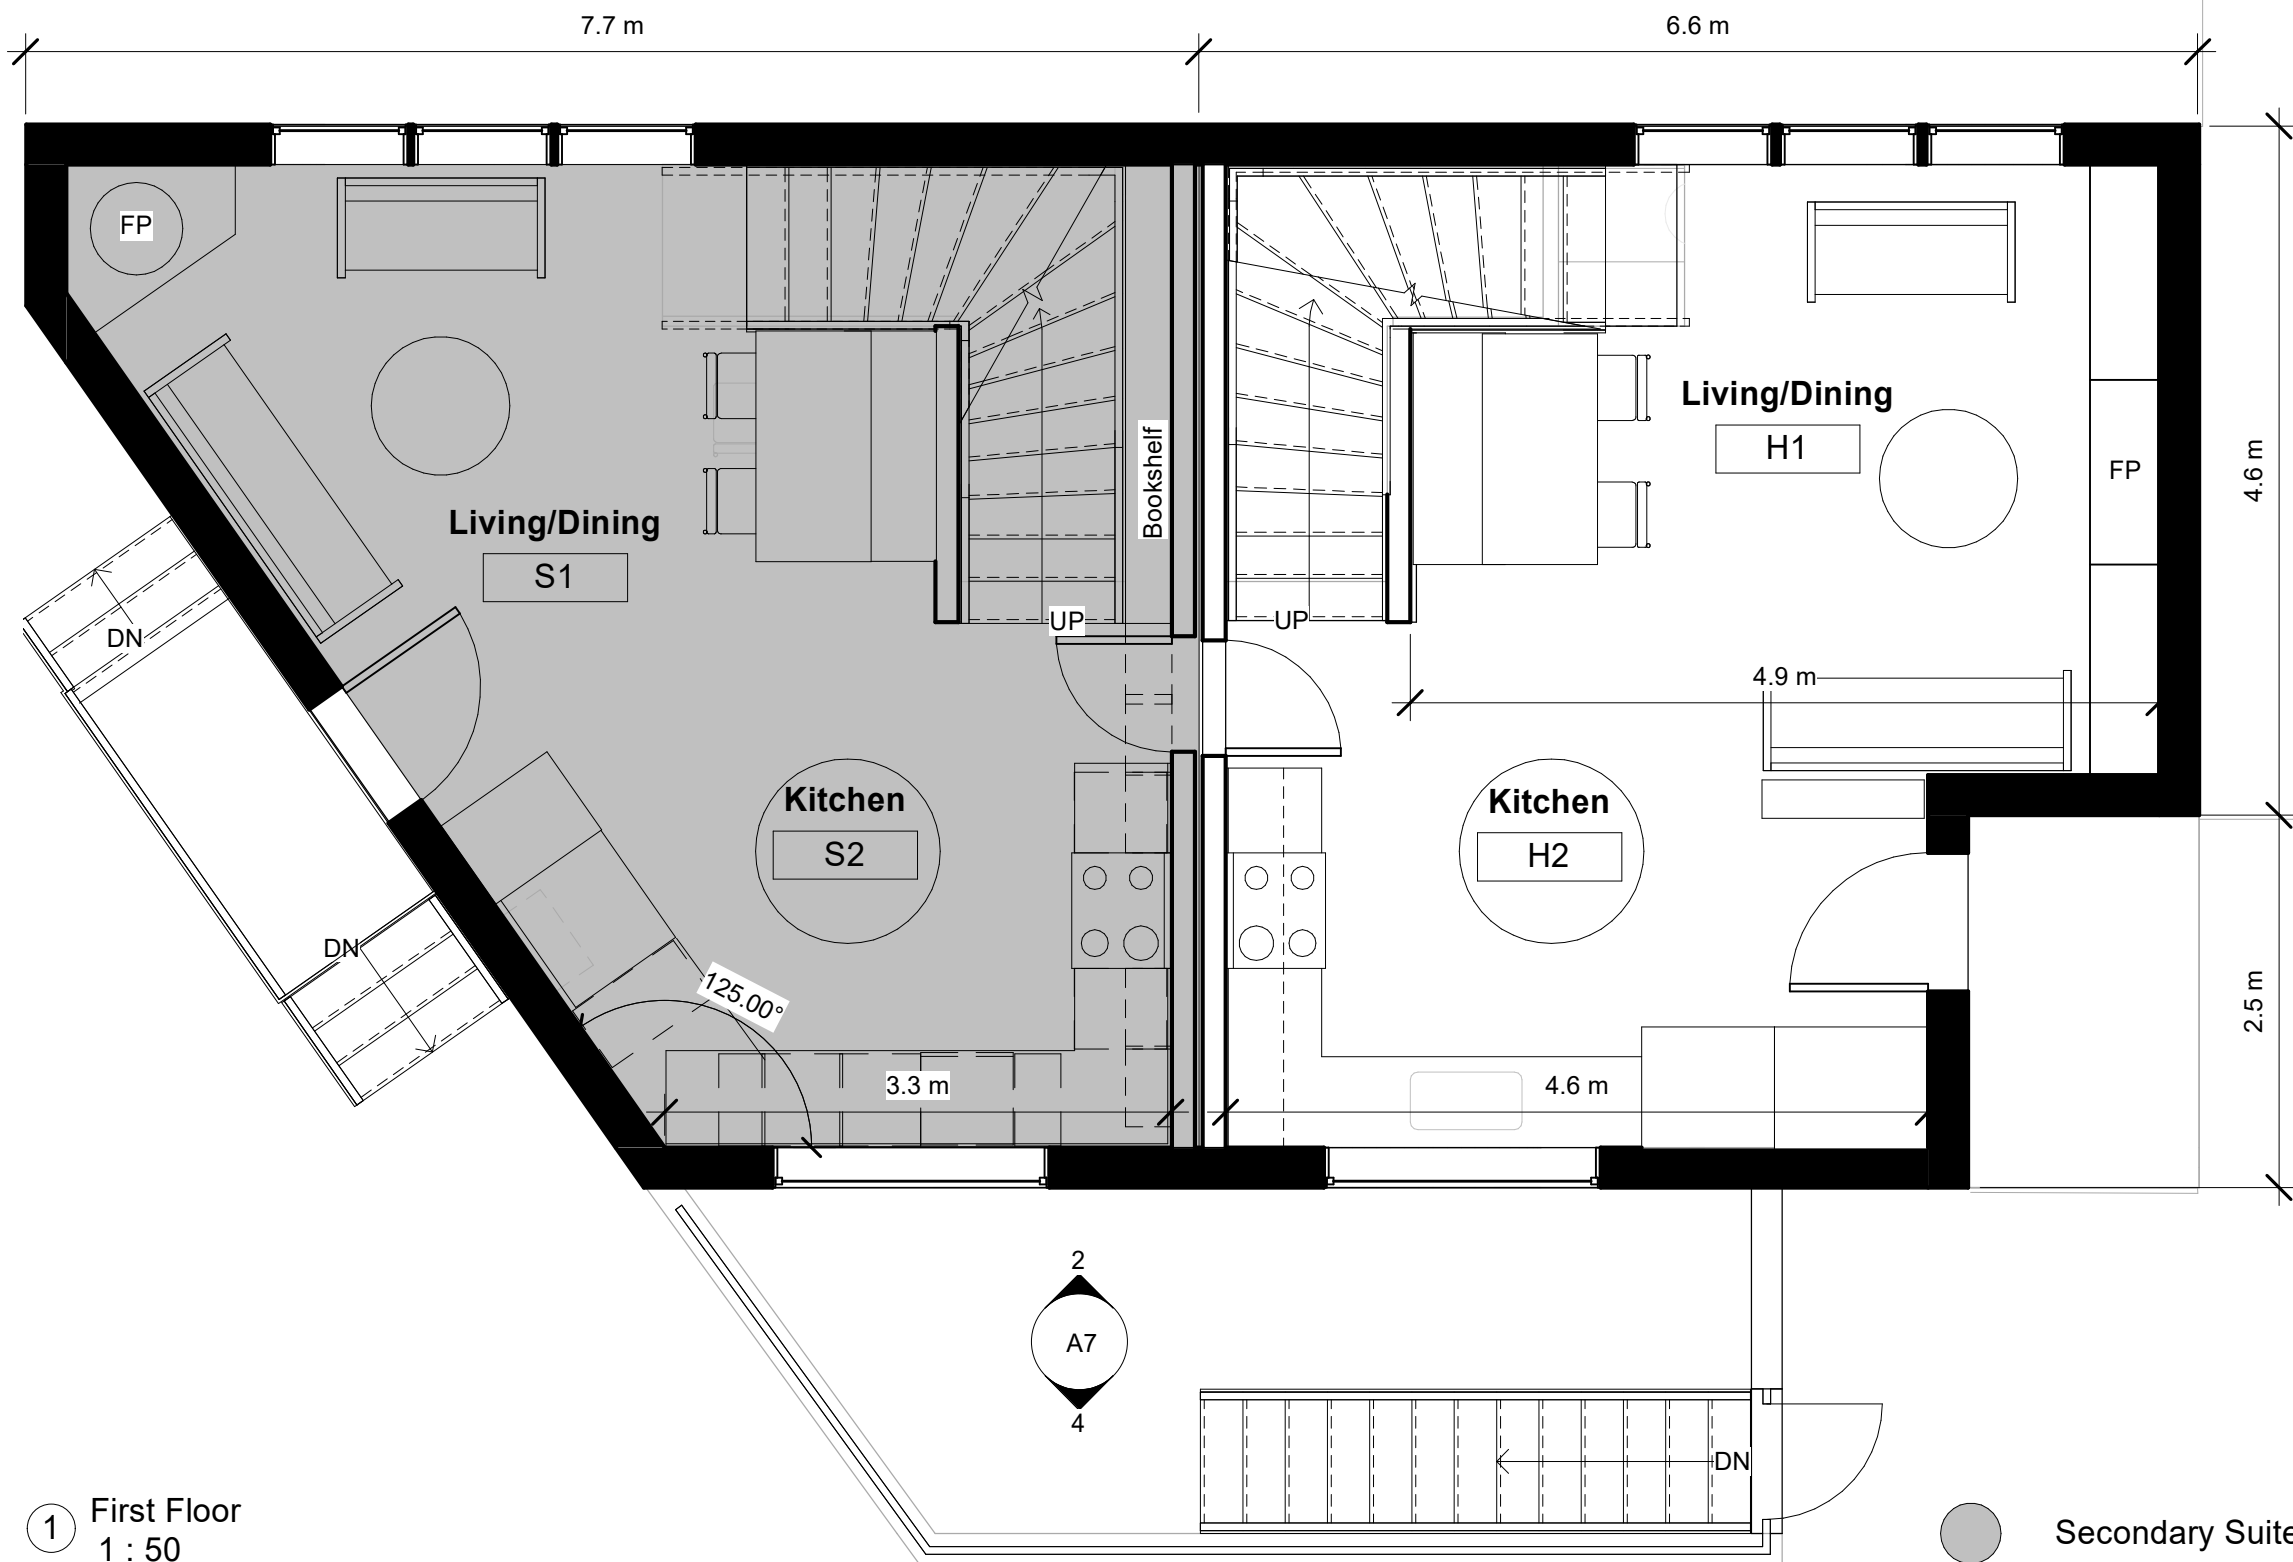 7.7 m
6.6 m
FP
Living/Dining
H1
FP
4.6 m
Bookshelf
Living/Dining
S1
UP
UP
DN
4.9 m
Kitchen
S2
Kitchen
H2
DN
125.00°
2.5 m
3.3 m
4.6 m
2
A7
4
DN
1
First Floor
1 : 50
Secondary Suite